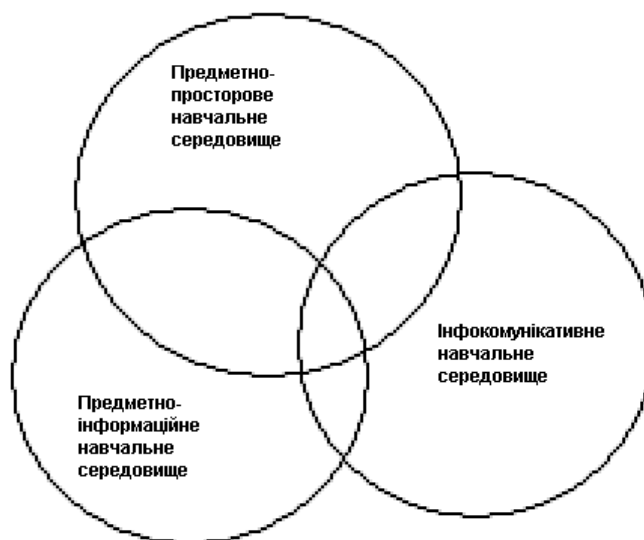 Предметно-
просторове
навчальне
середовище
Інфокомунікативне
навчальне
середовище
Предметно-
інформаційне
навчальне
середовище